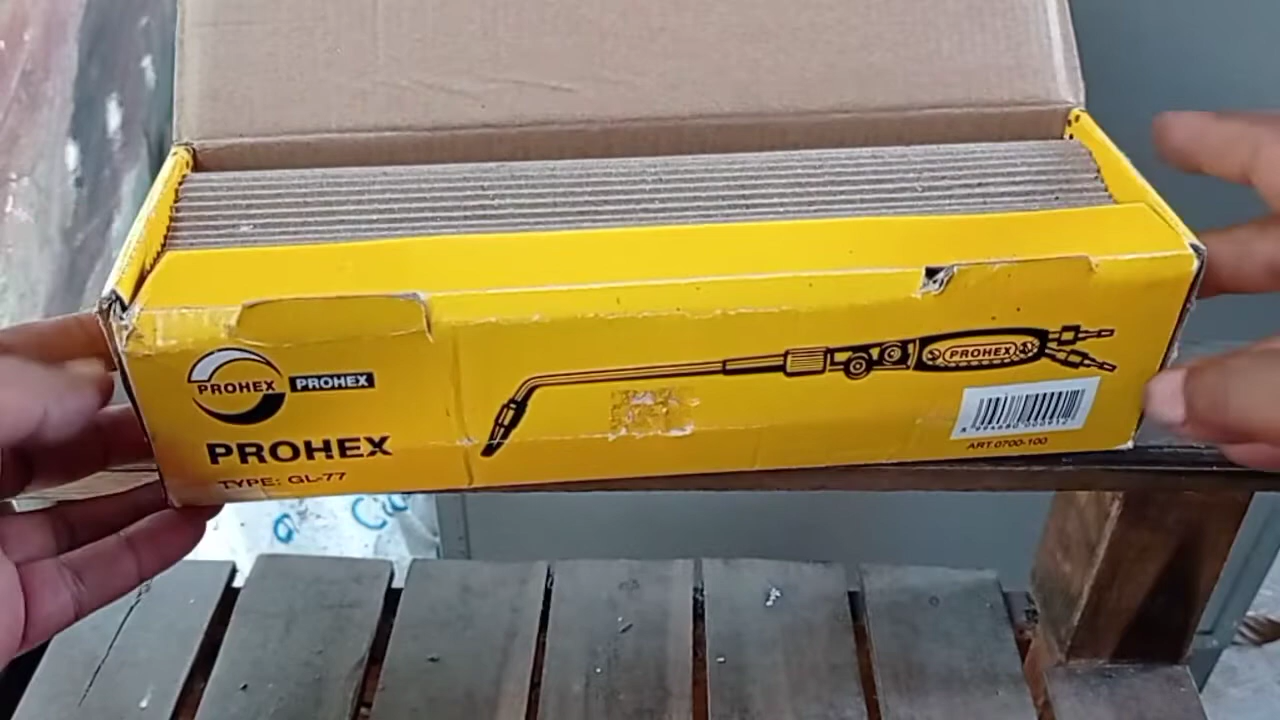 PROHEX PROHEX
PROHEX
TYPE: GL-77
PROHEX
ART.0700-100